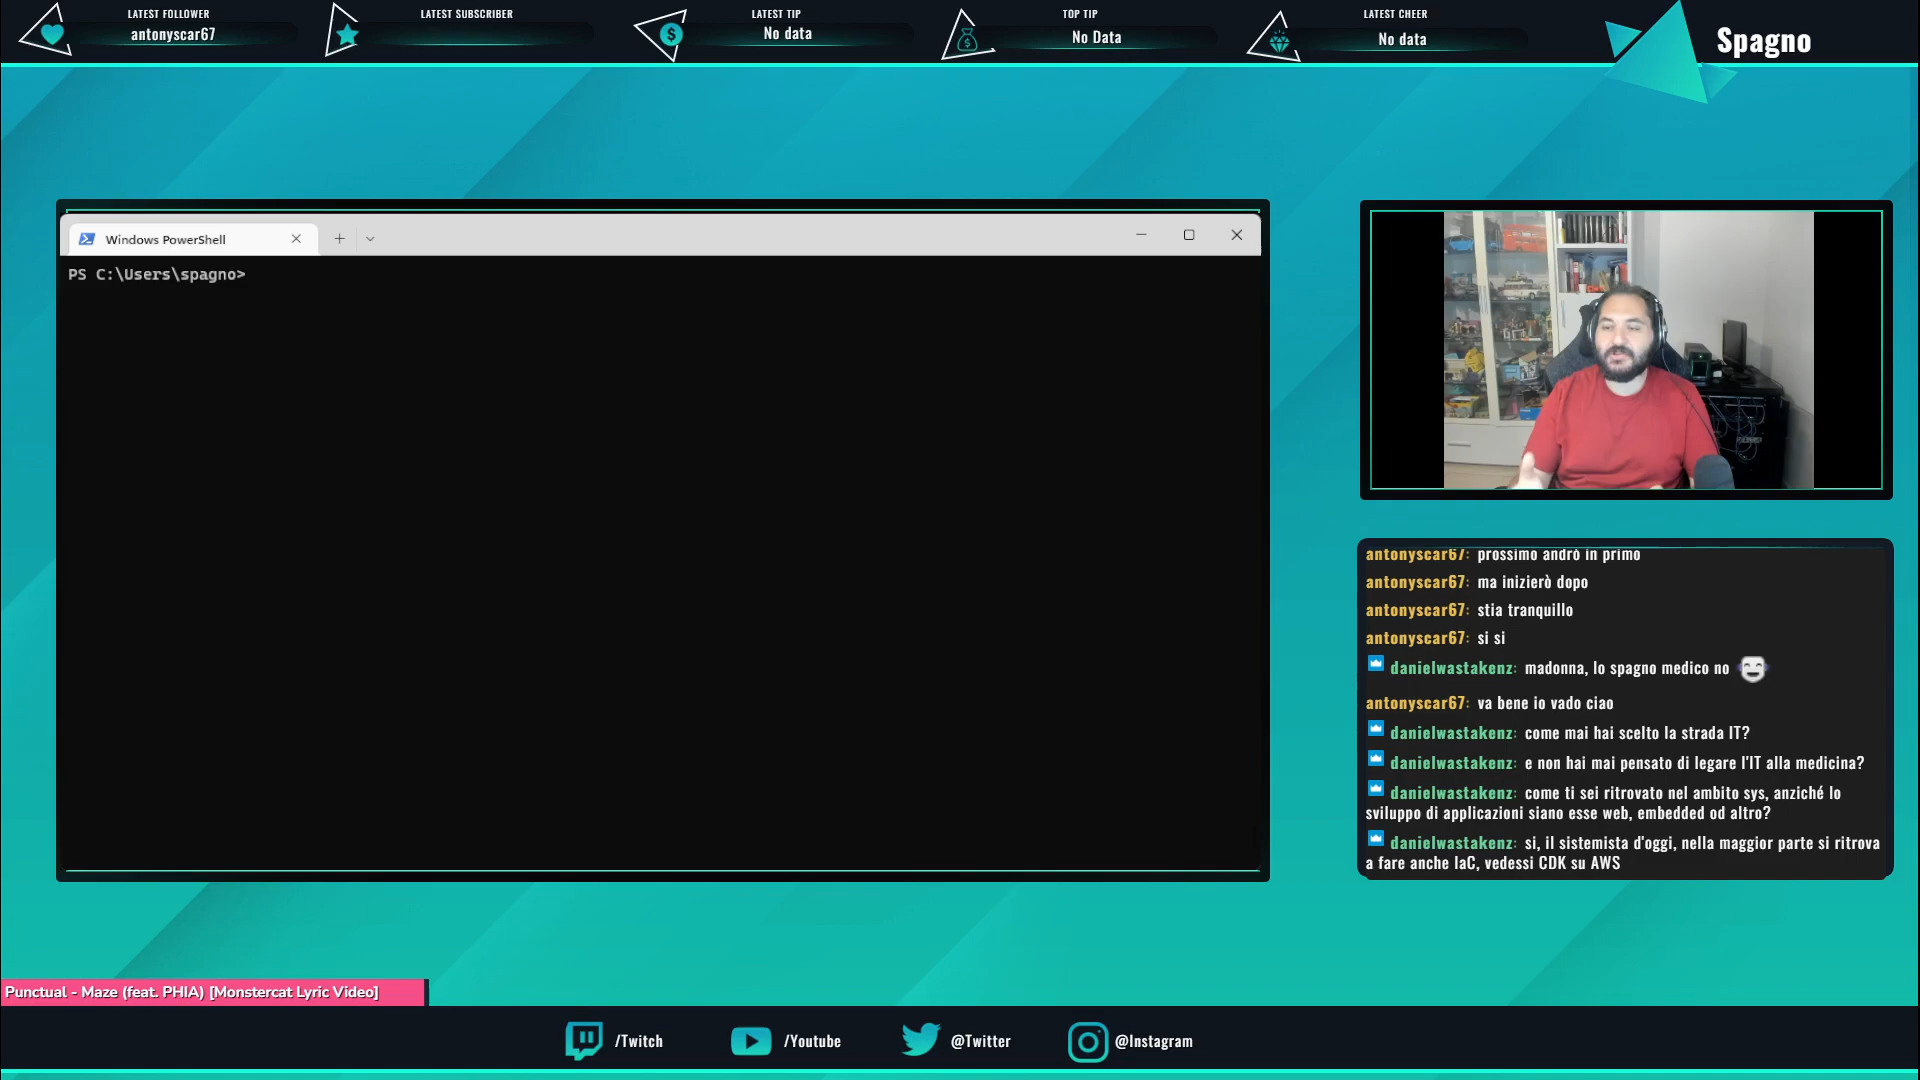 LATEST FOLLOWER
antonyscar67
LATEST SUBSCRIBER
LATEST TIP
No data
TOP TIP
No Data
LATEST CHEER
No data
Spagno
Windows PowerShell
PS C:\Users\spagno>
antonyscar67: prossimo andrò in primo
antonyscar67: ma inizierò dopo
antonyscar67: stia tranquillo
antonyscar67: si si
danielwastakenz: madonna, lo spagno medico no
antonyscar67: va bene io vado ciao
danielwastakenz: come mai hai scelto la strada IT?
danielwastakenz: e non hai mai pensato di legare l'IT alla medicina?
danielwastakenz: come ti sei ritrovato nel ambito sys, anziché lo
sviluppo di applicazioni siano esse web, embedded od altro?
danielwastakenz: si, il sistemista d'oggi, nella maggior parte si ritrova
a fare anche IaC, vedessi CDK su AWS
Punctual - Maze (feat. PHIA) [Monstercat Lyric Video]
/Twitch
/Youtube
@Twitter
@Instagram